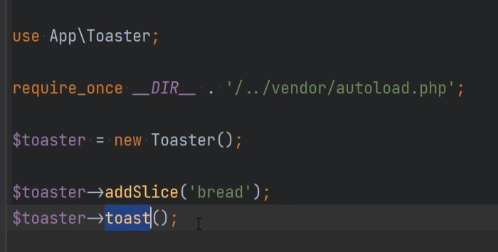 use App\Toaster;
require_once __DIR__ . '/../vendor/autoload.php';
$toaster = new Toaster();
$toaster->addSlice('bread');
$toaster->toast();